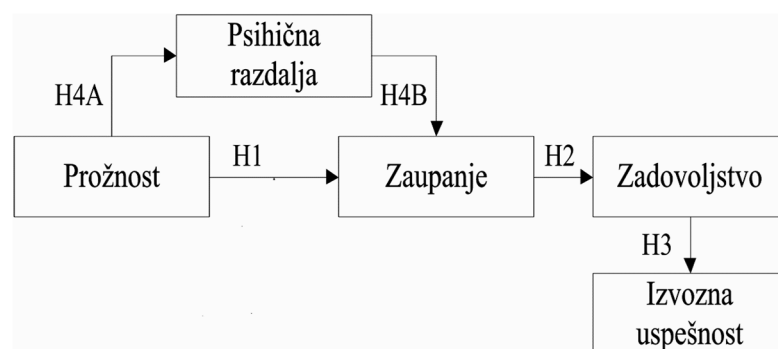 Psihična
razdalja
H4A
H4B
Prožnost
H1
Zaupanje
H2
Zadovoljstvo
H3
Izvozna
uspešnost